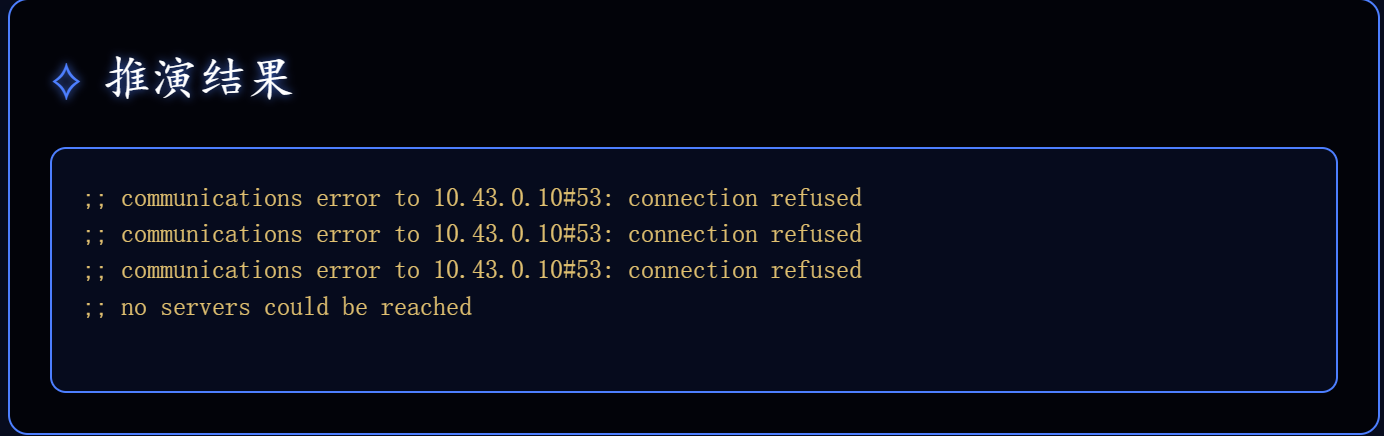 推演结果
;; communications error to 10.43.0.10#53: connection refused
;; communications error to 10.43.0.10#53: connection refused
;; communications error to 10.43.0.10#53: connection refused
;; no servers could be reached